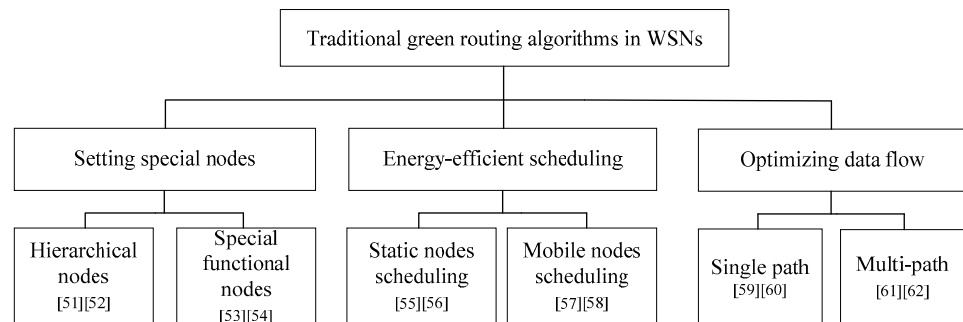 Traditional green routing algorithms in WSNs
Setting special nodes
Energy-efficient scheduling
Optimizing data flow
Hierarchical
nodes
[51][52]
Special
functional
nodes
[53][54]
Static nodes
scheduling
[55][56]
Mobile nodes
scheduling
[57][58]
Single path
[59][60]
Multi-path
[61][62]